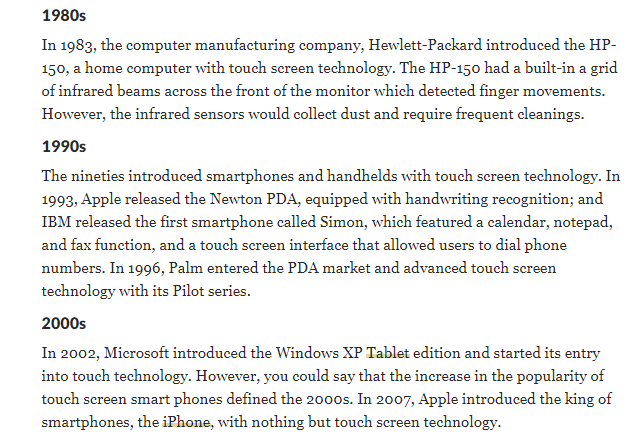 1980s
In 1983, the computer manufacturing company, Hewlett-Packard introduced the HP-
150, a home computer with touch screen technology. The HP-150 had a built-in a grid
of infrared beams across the front of the monitor which detected finger movements.
However, the infrared sensors would collect dust and require frequent cleanings.
1990s
The nineties introduced smartphones and handhelds with touch screen technology. In
1993, Apple released the Newton PDA, equipped with handwriting recognition; and
IBM released the first smartphone called Simon, which featured a calendar, notepad,
and fax function, and a touch screen interface that allowed users to dial phone
numbers. In 1996, Palm entered the PDA market and advanced touch screen
technology with its Pilot series.
2000s
In 2002, Microsoft introduced the Windows XP Tablet edition and started its entry
into touch technology. However, you could say that the increase in the popularity of
touch screen smart phones defined the 2000s. In 2007, Apple introduced the king of
smartphones, the iPhone, with nothing but touch screen technology.